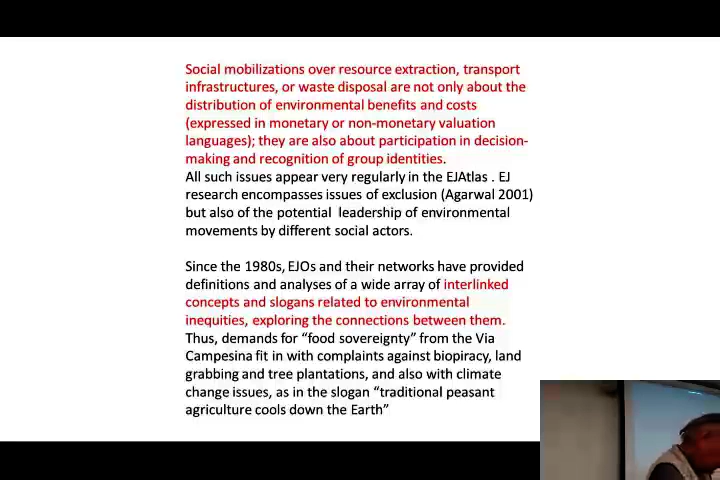 Social mobilizations over resource extraction, transport
infrastructures, or waste disposal are not only about the
distribution of environmental benefits and costs
(expressed in monetary or non-monetary valuation
languages); they are also about participation in decision-
making and recognition of group identities.
All such issues appear very regularly in the EJAtlas . EJ
research encompasses issues of exclusion (Agarwal 2001)
but also of the potential  leadership of environmental
movements by different social actors.
Since the 1980s, EJOs and their networks have provided
definitions and analyses of a wide array of interlinked
concepts and slogans related to environmental
inequities, exploring the connections between them.
Thus, demands for “food sovereignty” from the Via
Campesina fit in with complaints against biopiracy, land
grabbing and tree plantations, and also with climate
change issues, as in the slogan “traditional peasant
agriculture cools down the Earth”